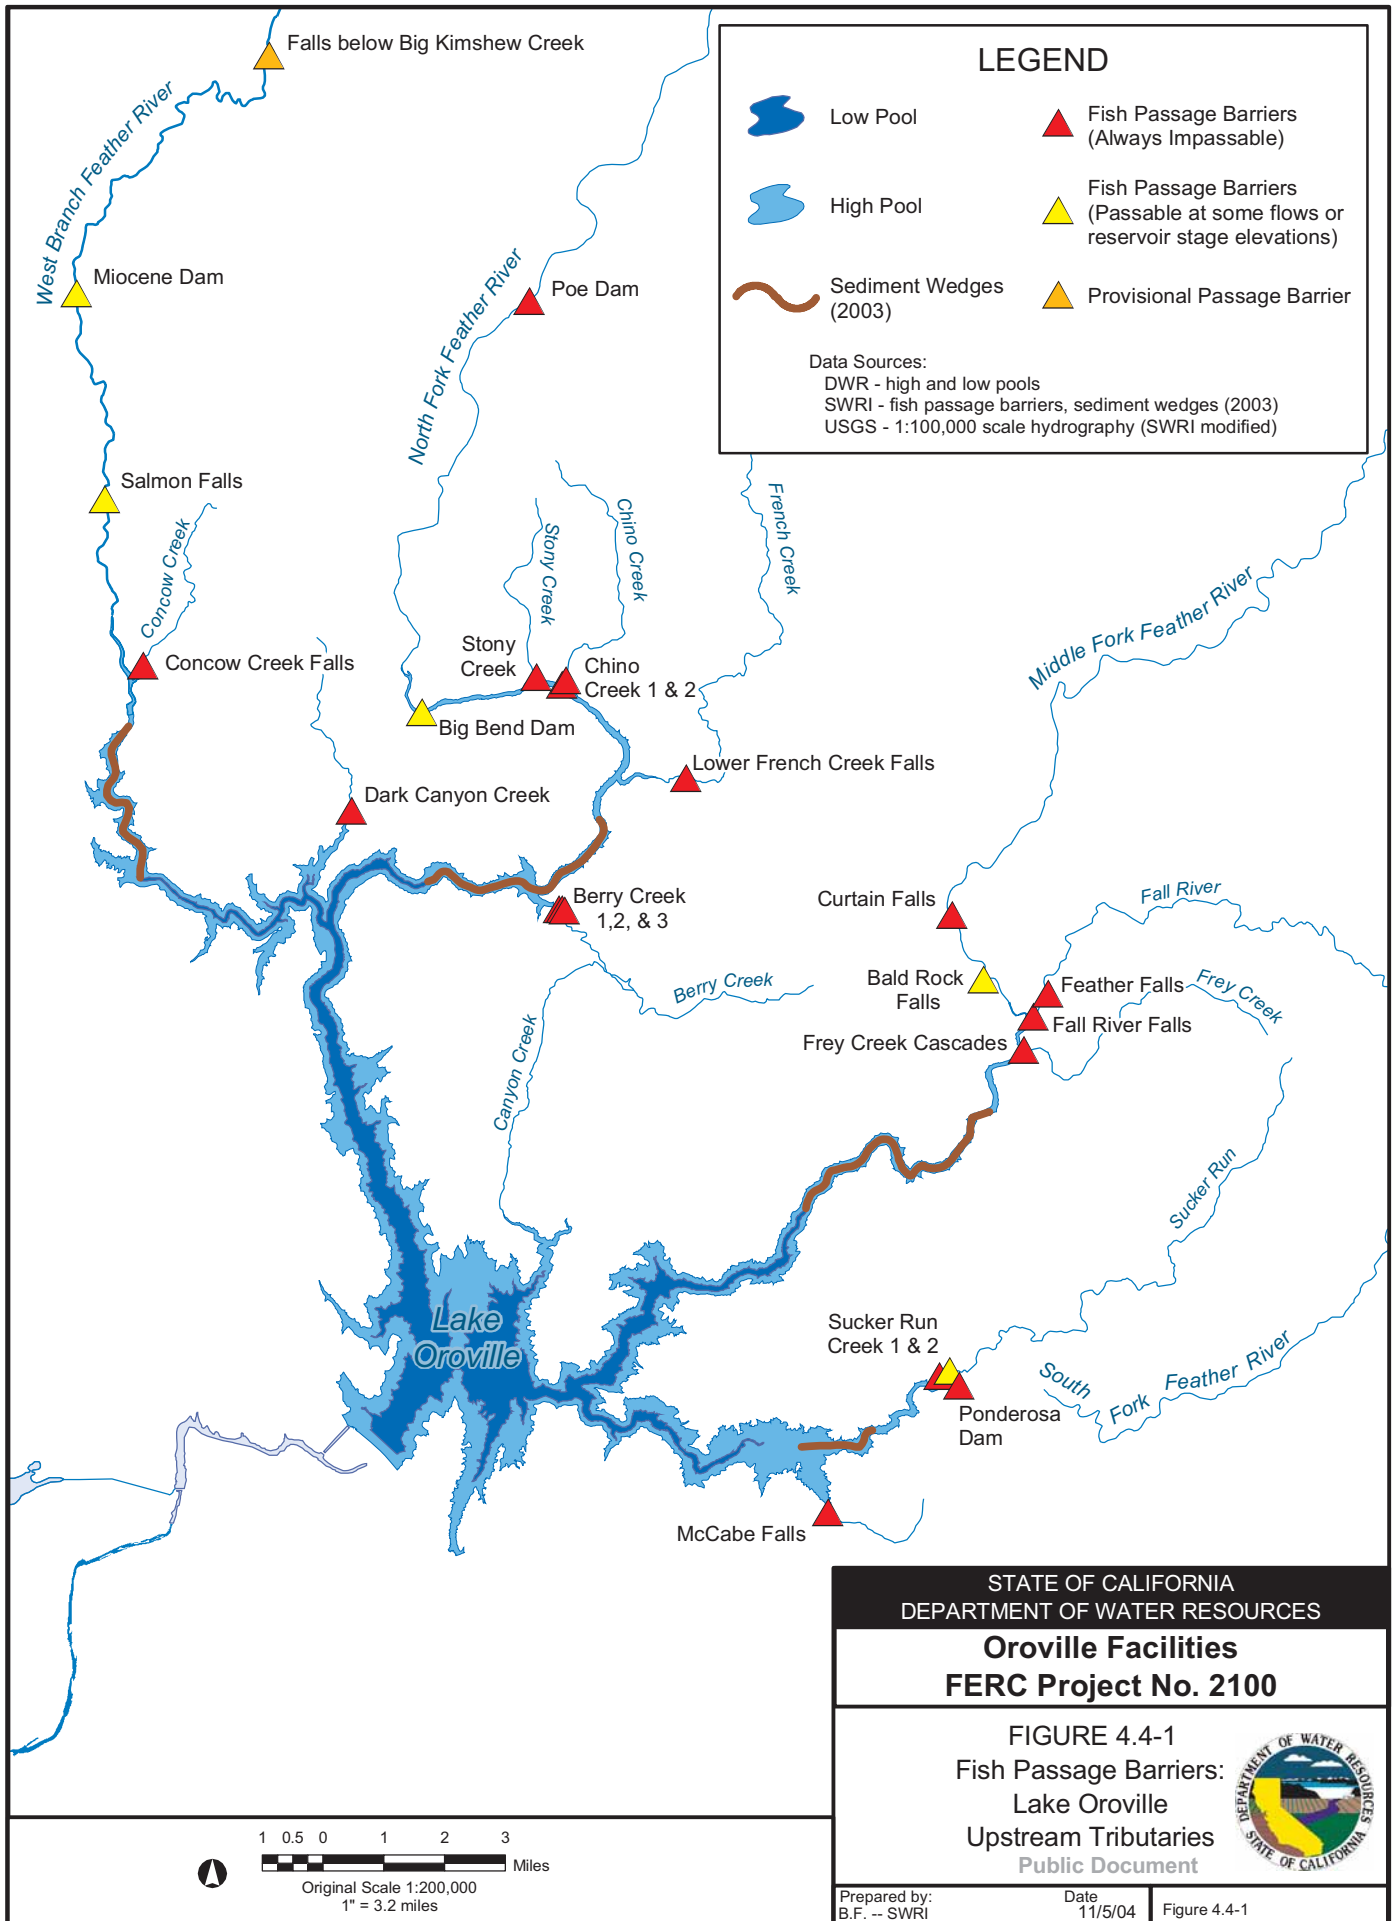 Falls below Big Kimshew Creek
West Branch Feather River
Miocene Dam
Salmon Falls
Concow Creek
Concow Creek Falls
North Fork Feather River
Poe Dam
LEGEND
Low Pool
High Pool
Sediment Wedges
(2003)
Fish Passage Barriers
(Always Impassable)
Fish Passage Barriers
(Passable at some flows or
reservoir stage elevations)
Provisional Passage Barrier
Data Sources:
DWR - high and low pools
SWRI - fish passage barriers, sediment wedges (2003)
USGS - 1:100,000 scale hydrography (SWRI modified)
Stony Creek
Chino Creek
French Creek
Stony
Creek
Chino
Creek 1 & 2
Big Bend Dam
Lower French Creek Falls
Dark Canyon Creek
Berry Creek
1,2, & 3
Berry Creek
Canyon Creek
Middle Fork Feather River
Curtain Falls
Fall River
Bald Rock
Falls
Feather Falls
Frey Creek
Fall River Falls
Frey Creek Cascades
Sucker Run
Lake
Oroville
Sucker Run
Creek 1 & 2
South Fork Feather River
Ponderosa
Dam
McCabe Falls
STATE OF CALIFORNIA
DEPARTMENT OF WATER RESOURCES
Oroville Facilities
FERC Project No. 2100
FIGURE 4.4-1
Fish Passage Barriers:
Lake Oroville
Upstream Tributaries
Public Document
DEPARTMENT OF WATER RESOURCES
STATE OF CALIFORNIA
Prepared by:
B.F. -- SWRI
Date
11/5/04
Figure 4.4-1
1 0.5 0 1 2 3
Miles
Original Scale 1:200,000
1" = 3.2 miles